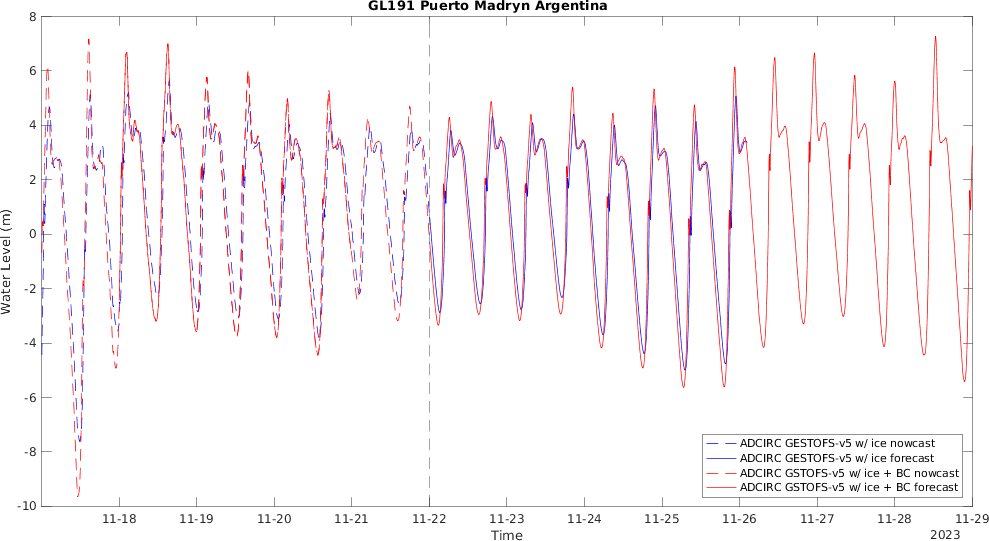 GL191 Puerto Madryn Argentina
Water Level (m)
8
6
4
2
0
-2
-4
-6
-8
-10
ADCIRC GESTOFS-v5 w/ ice nowcast
ADCIRC GESTOFS-v5 w/ ice forecast
ADCIRC GSTOFS-v5 w/ ice + BC nowcast
ADCIRC GSTOFS-v5 w/ ice + BC forecast
11-18 11-19 11-20 11-21 11-22 11-23 11-24 11-25 11-26 11-27 11-28 11-29
Time
2023